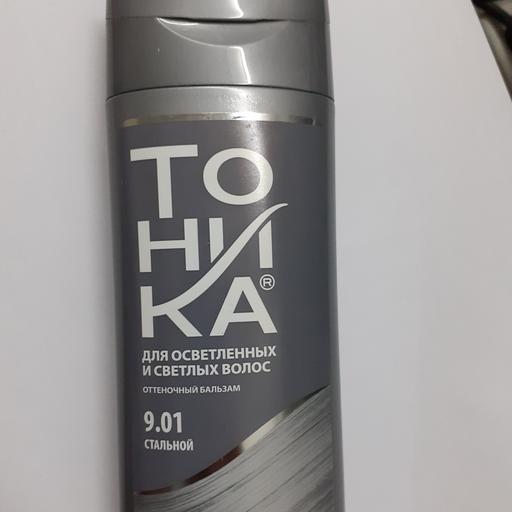 ТО
НИ
КА®
ДЛЯ ОСВЕТЛЕННЫХ
И СВЕТЛЫХ ВОЛОС
ОТТЕНОЧНЫЙ БАЛЬЗАМ
9.01
СТАЛЬНОЙ